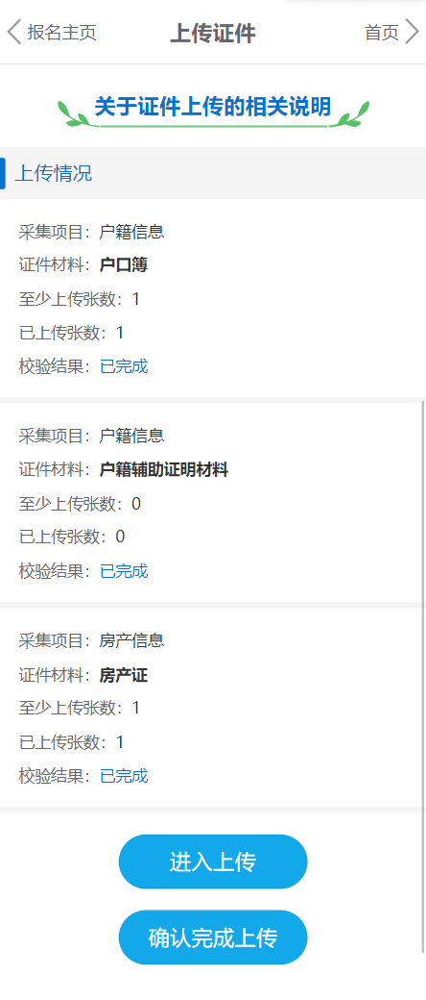 报名主页 上传证件 首页
关于证件上传的相关说明
上传情况
采集项目：户籍信息
证件材料：户口簿
至少上传张数：1
已上传张数：1
校验结果：已完成
采集项目：户籍信息
证件材料：户籍辅助证明材料
至少上传张数：0
已上传张数：0
校验结果：已完成
采集项目：房产信息
证件材料：房产证
至少上传张数：1
已上传张数：1
校验结果：已完成
进入上传
确认完成上传